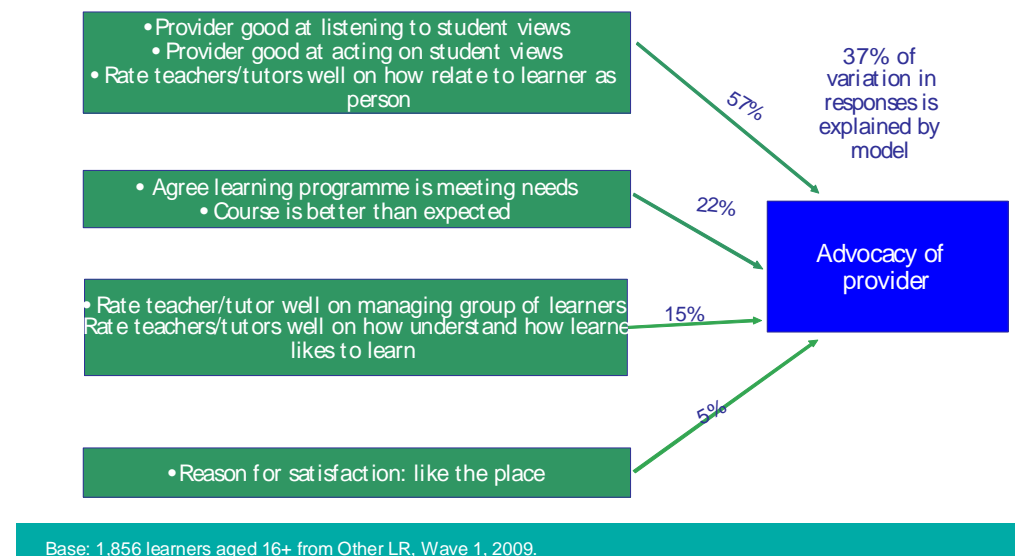 •Provider good at listening to student views
• Provider good at acting on student views
• Rate teachers/tutors well on how relate to learner as
person
57%
37% of
variation in
responses is
explained by
model
• Agree learning programme is meeting needs
• Course is better than expected
22%
Advocacy of
provider
• Rate teacher/tutor well on managing group of learners
Rate teachers/tutors well on how understand how learne
likes to learn
15%
5%
•Reason for satisfaction: like the place
Base: 1,856 learners aged 16+ from Other LR, Wave 1, 2009.